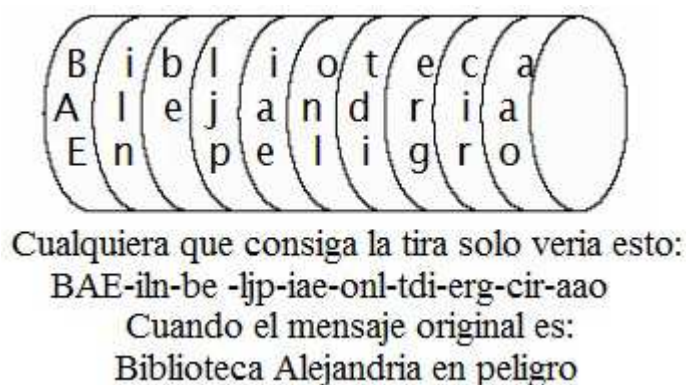 B i b l i o t e c a
A l e j a n d r i a
E n p e l i g r o
Cualquiera que consiga la tira solo veria esto:
BAE-iln-be -ljp-iae-onl-tdi-erg-cir-aao
Cuando el mensaje original es:
Biblioteca Alejandria en peligro